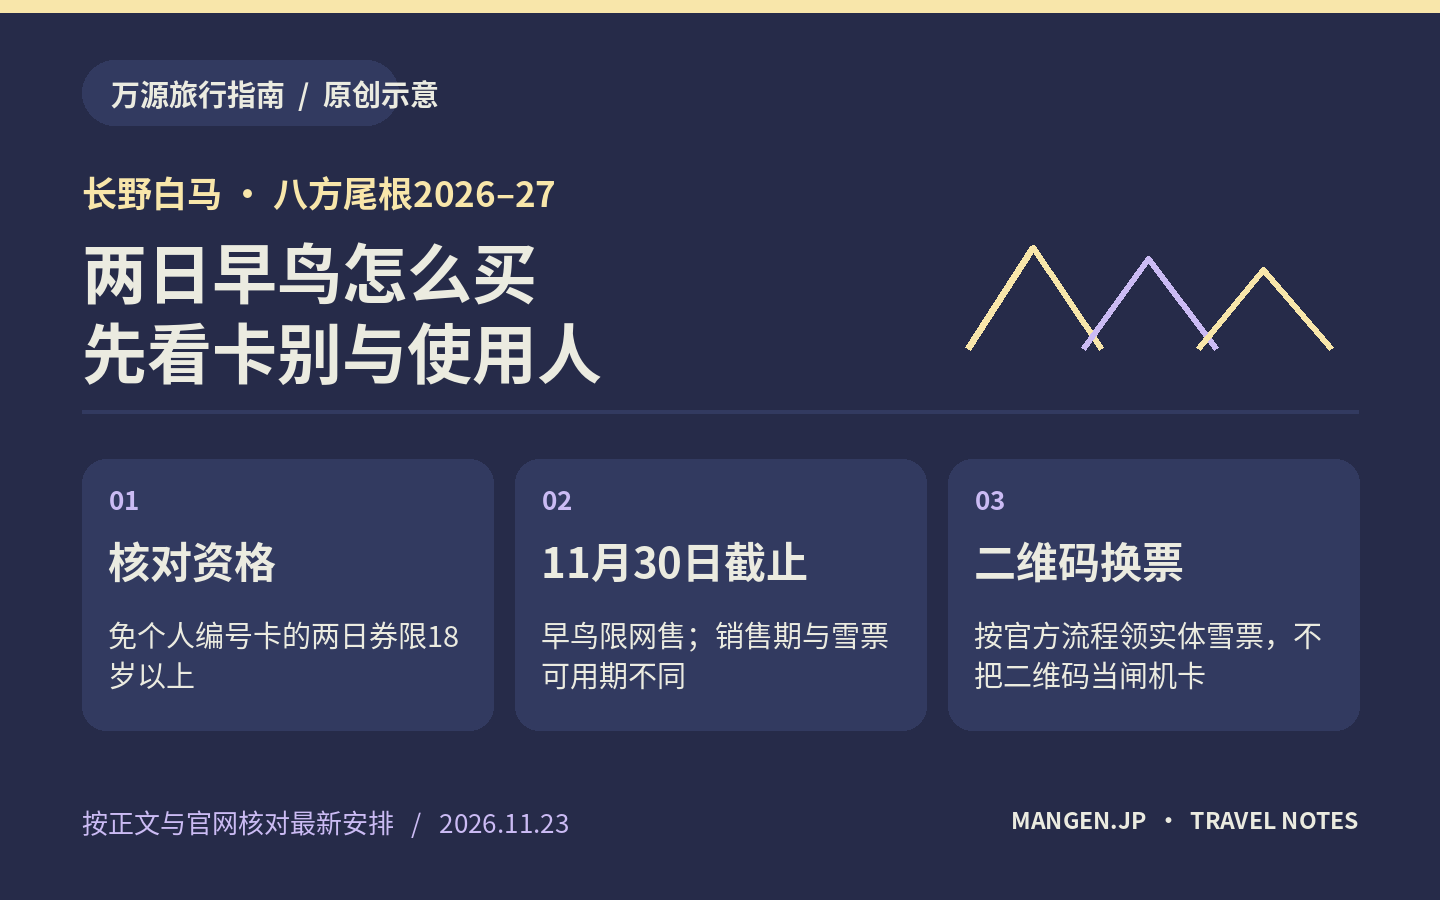 万源旅行指南 / 原创示意
长野白马 · 八方尾根2026–27
两日早鸟怎么买
先看卡别与使用人
01
核对资格
免个人编号卡的两日券限18
岁以上
02
11月30日截止
早鸟限网售；销售期与雪票
可用期不同
03
二维码换票
按官方流程领实体雪票，不
把二维码当闸机卡
按正文与官网核对最新安排 / 2026.11.23
MANGEN.JP · TRAVEL NOTES